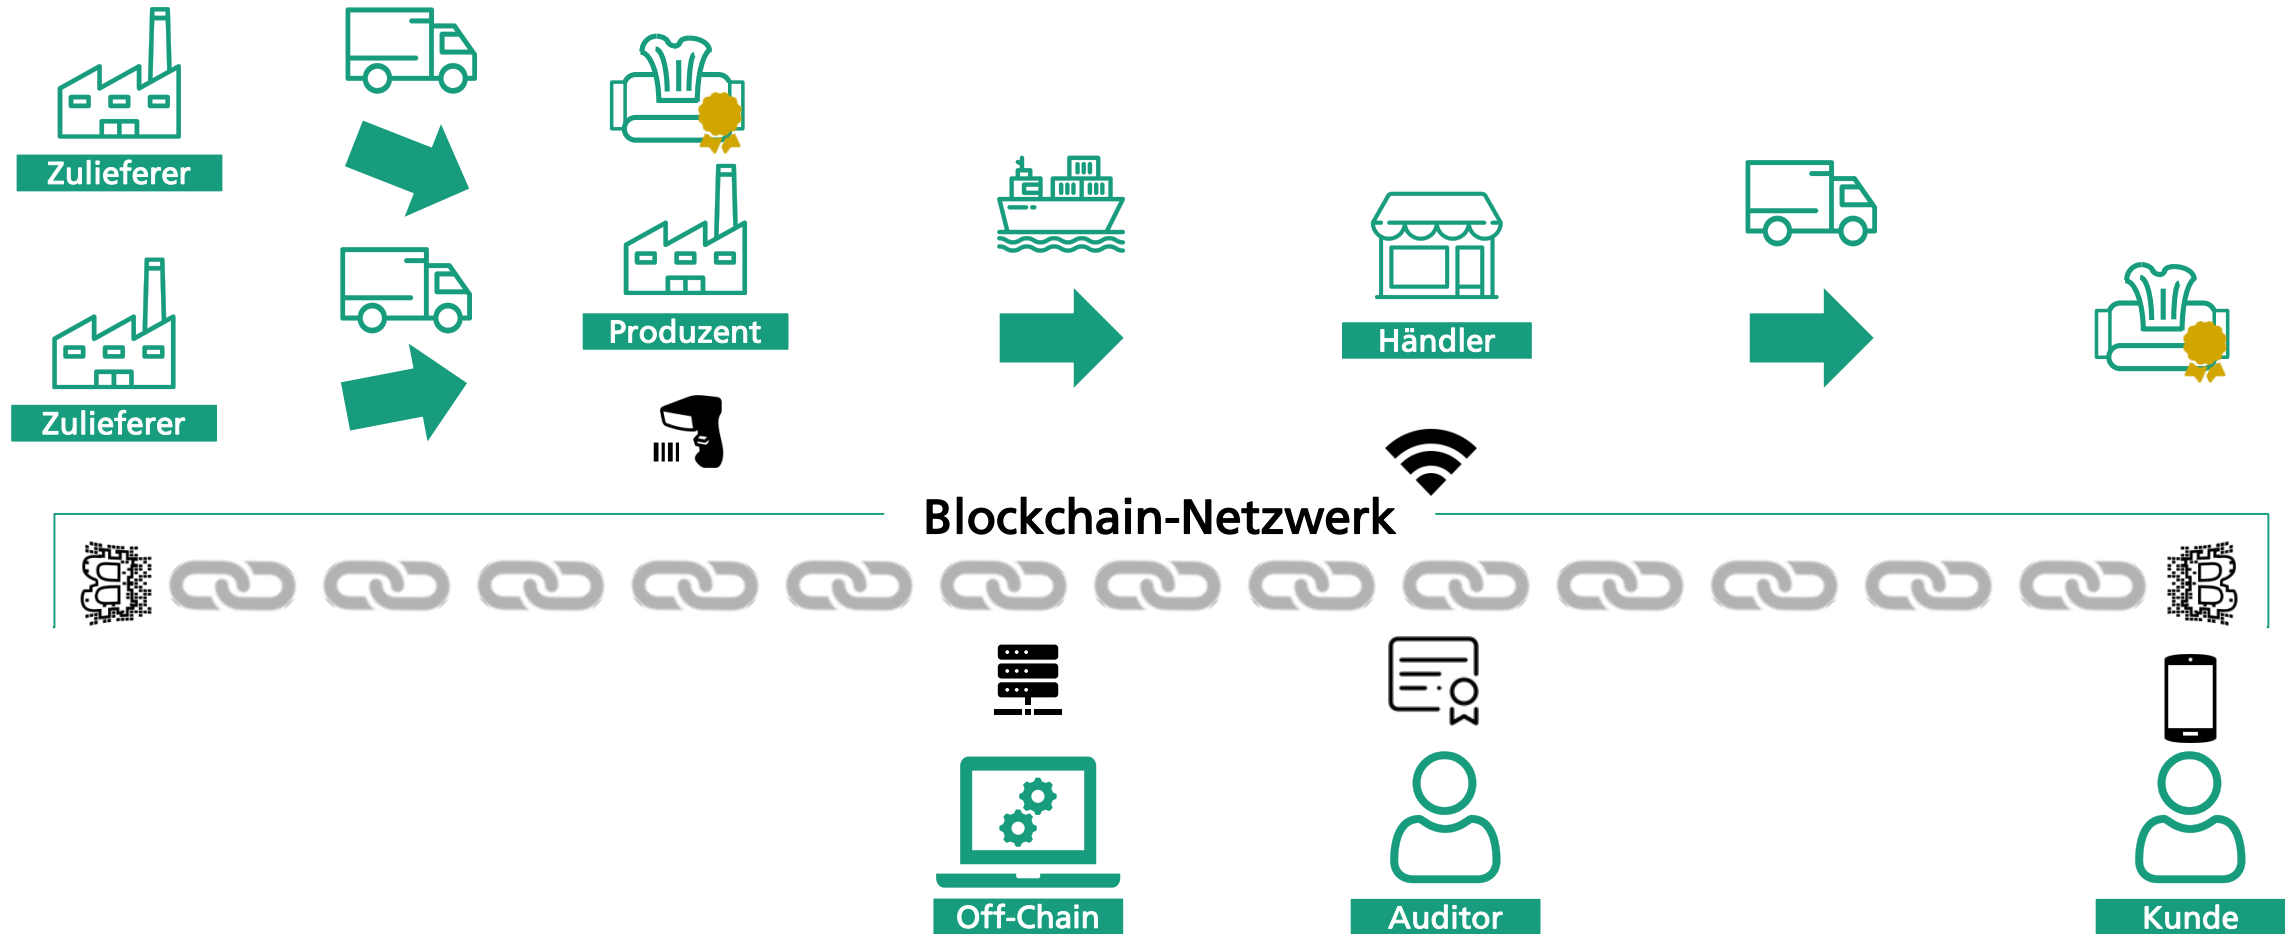 Zulieferer
Zulieferer
Produzent
Händler
Blockchain-Netzwerk
Off-Chain
Auditor
Kunde